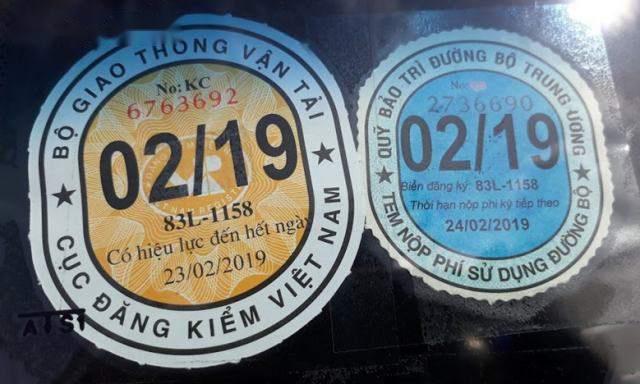 BỘ GIAO THÔNG VẬN TẢI
No: KC
6763692
02/19
83L-1158
Có hiệu lực đến hết ngày
23/02/2019
CỤC ĐĂNG KIỂM VIỆT NAM
QUỸ BẢO TRÌ ĐƯỜNG BỘ TRUNG ƯƠNG
No:
2736690
02/19
Biển đăng ký: 83L-1158
Thời hạn nộp phí kỳ tiếp theo
24/02/2019
TEM NỘP PHÍ SỬ DỤNG ĐƯỜNG BỘ